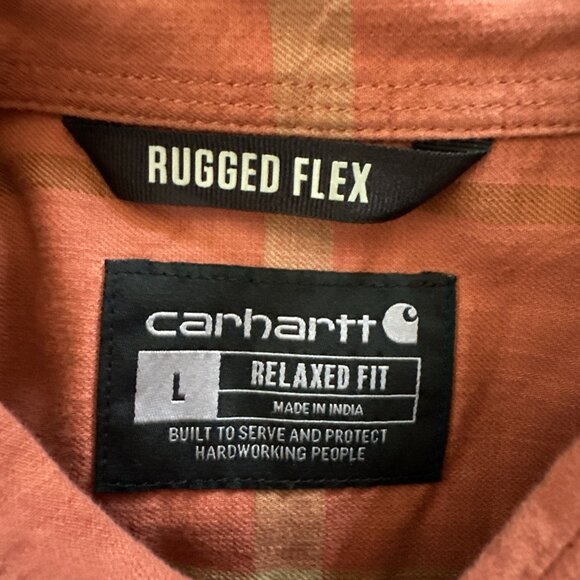 RUGGED FLEX
carhartt
L
RELAXED FIT
MADE IN INDIA
BUILT TO SERVE AND PROTECT
HARDWORKING PEOPLE